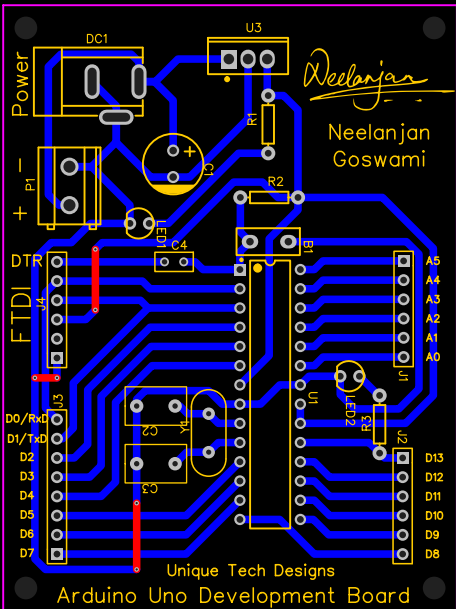 DC1
U3
Power
Neelanjan
R1
Neelanjan
Goswami
+
C1
−
P1
+
LED1
R2
B1
C4
DTR
FTDI
J4
A5
A4
A3
A2
A1
A0
J1
J3
D0/RxD
D1/TxD
D2
D3
D4
D5
D6
D7
C2
C3
Y4
U1
LED2
R3
J2
D13
D12
D11
D10
D9
D8
Unique Tech Designs
Arduino Uno Development Board